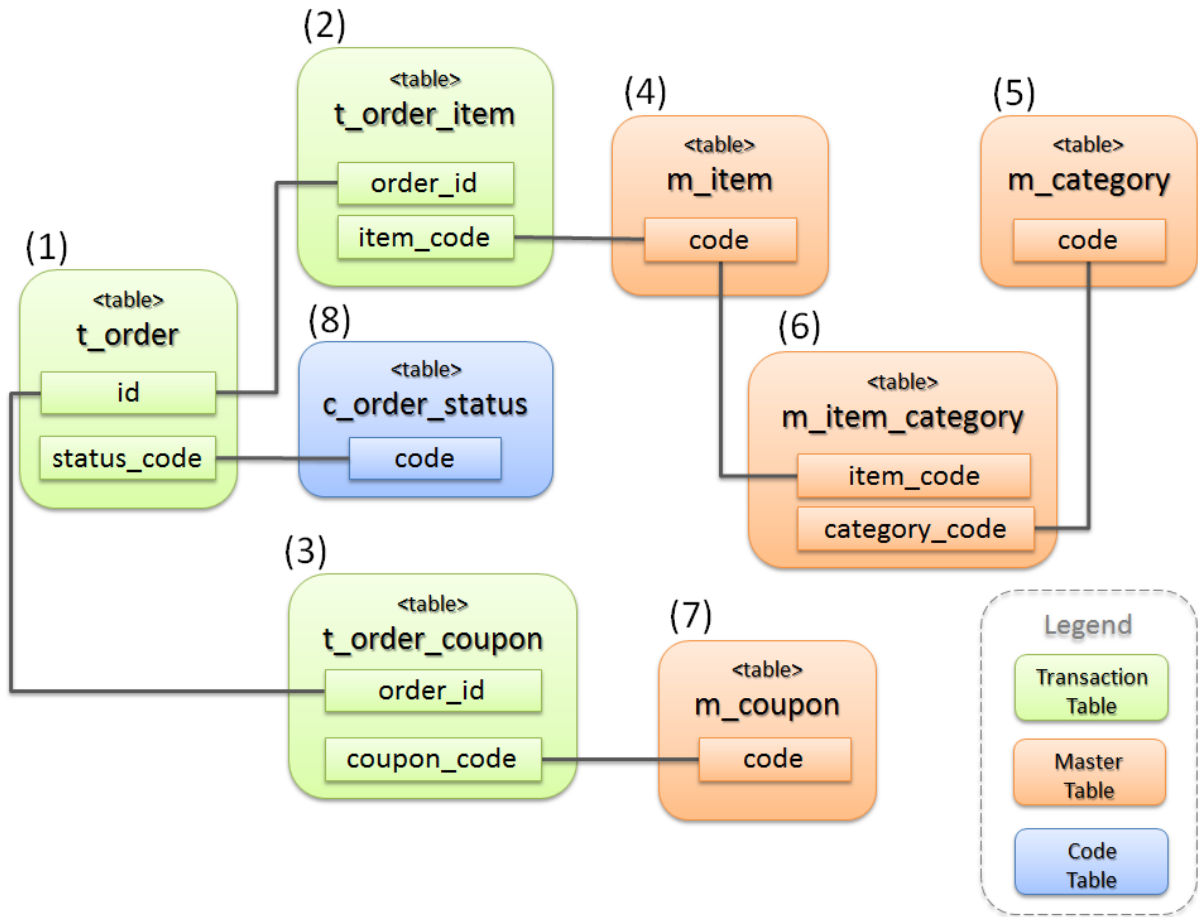 (1)
<table>
t_order
id
status_code
(2)
<table>
t_order_item
order_id
item_code
(3)
<table>
t_order_coupon
order_id
coupon_code
(4)
<table>
m_item
code
(5)
<table>
m_category
code
(6)
<table>
m_item_category
item_code
category_code
(7)
<table>
m_coupon
code
(8)
<table>
c_order_status
code
Legend
Transaction
Table
Master
Table
Code
Table